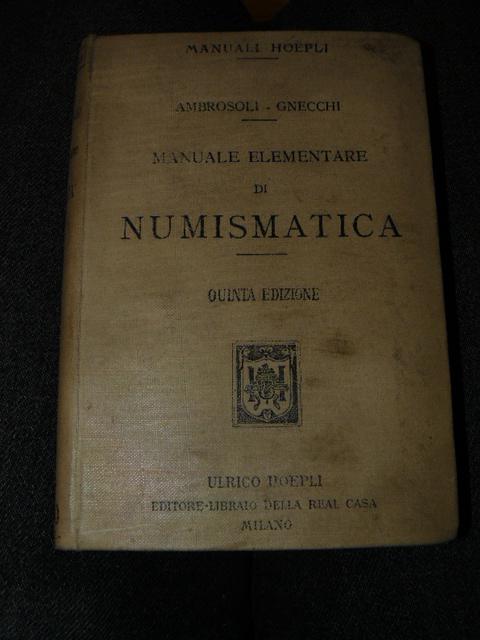 MANUALI HOEPLI
AMBROSOLI - GNECCHI
MANUALE ELEMENTARE
DI
NUMISMATICA
QUINTA EDIZIONE
ULRICO HOEPLI
EDITORE-LIBRAIO DELLA REAL CASA
MILANO